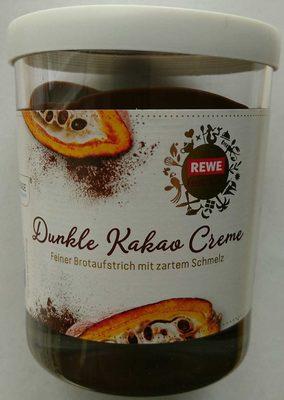 REWE
Dunkle Kakao Creme
Feiner Brotaufstrich mit zartem Schmelz